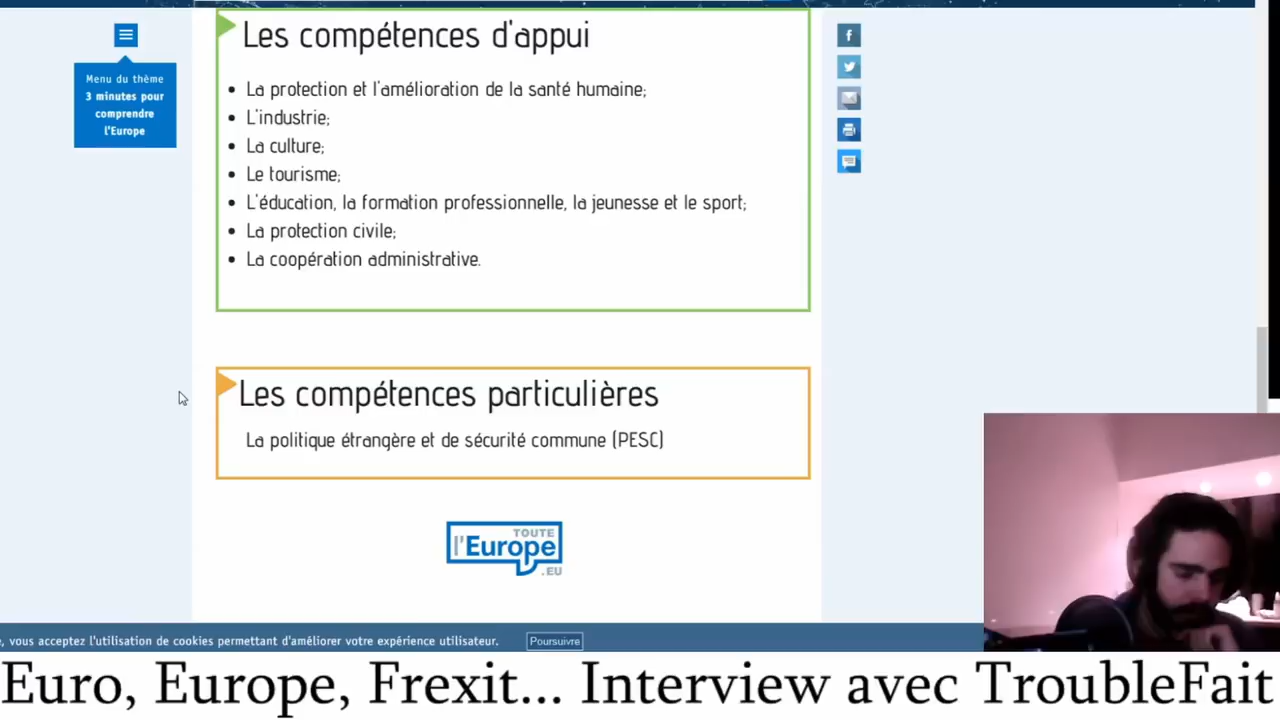 Les compétences d'appui
Menu du thème
3 minutes pour
comprendre
l'Europe
La protection et l'amélioration de la santé humaine;
L'industrie;
La culture;
Le tourisme;
L'éducation, la formation professionnelle, la jeunesse et le sport;
La protection civile;
La coopération administrative.
Les compétences particulières
La politique étrangère et de sécurité commune (PESC)
TOUTE
l'Europe
.EU
, vous acceptez l'utilisation de cookies permettant d'améliorer votre expérience utilisateur.
Poursuivre
Euro, Europe, Frexit... Interview avec TroubleFait